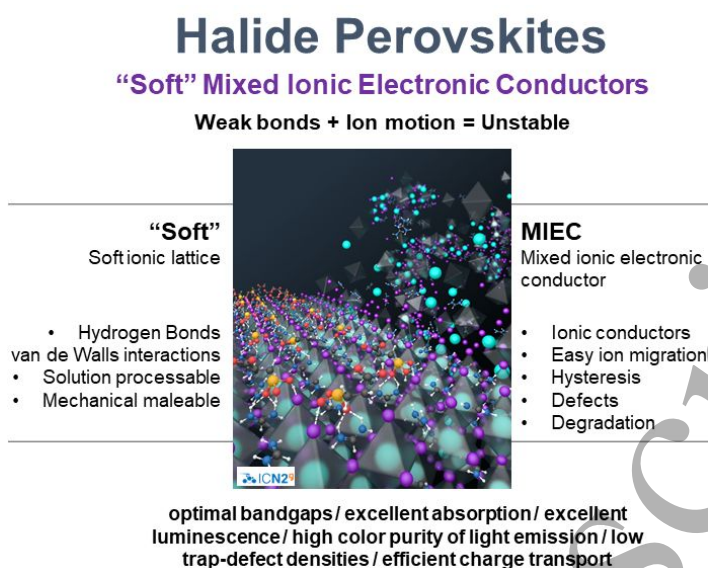 Halide Perovskites
“Soft” Mixed Ionic Electronic Conductors
Weak bonds + Ion motion = Unstable
“Soft”
Soft ionic lattice
• Hydrogen Bonds
van de Walls interactions
• Solution processable
• Mechanical maleable
MIEC
Mixed ionic electronic
conductor
• Ionic conductors
• Easy ion migration
• Hysteresis
• Defects
• Degradation
ICN2
optimal bandgaps / excellent absorption / excellent
luminescence / high color purity of light emission / low
trap-defect densities / efficient charge transport